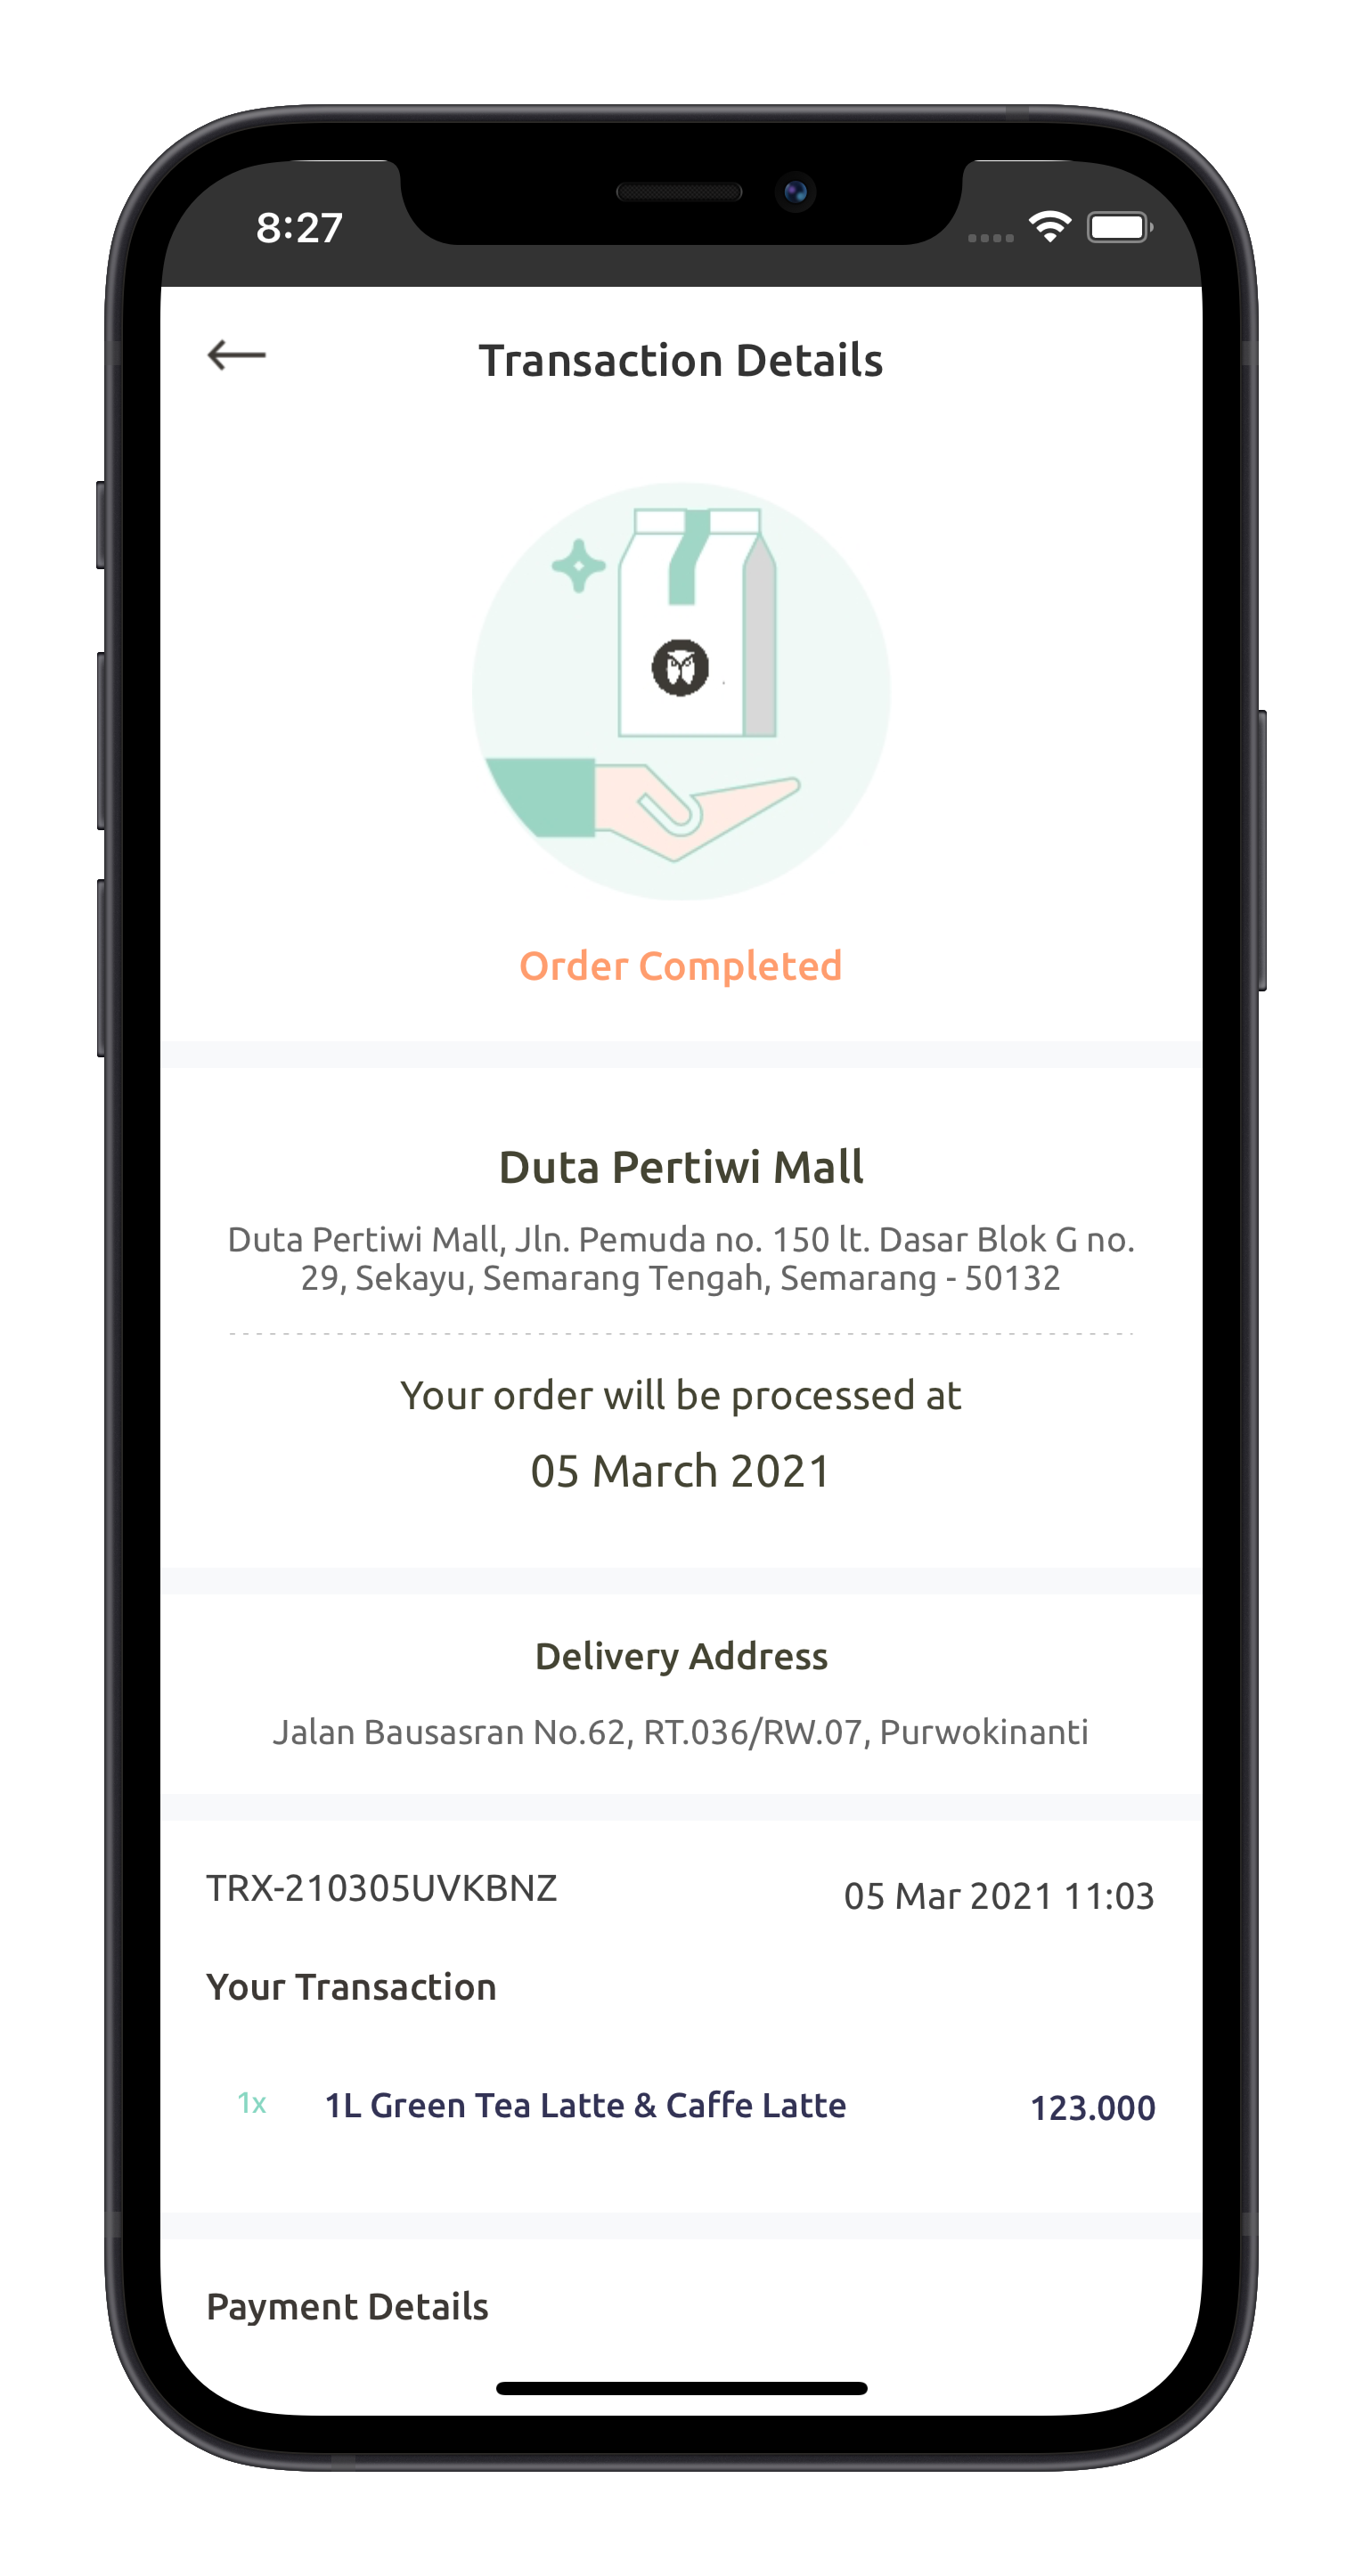 8:27
Transaction Details
Order Completed
Duta Pertiwi Mall
Duta Pertiwi Mall, Jln. Pemuda no. 150 lt. Dasar Blok G no.
29, Sekayu, Semarang Tengah, Semarang - 50132
Your order will be processed at
05 March 2021
Delivery Address
Jalan Bausasran No.62, RT.036/RW.07, Purwokinanti
TRX-210305UVKBNZ 05 Mar 2021 11:03
Your Transaction
1x 1L Green Tea Latte & Caffe Latte 123.000
Payment Details